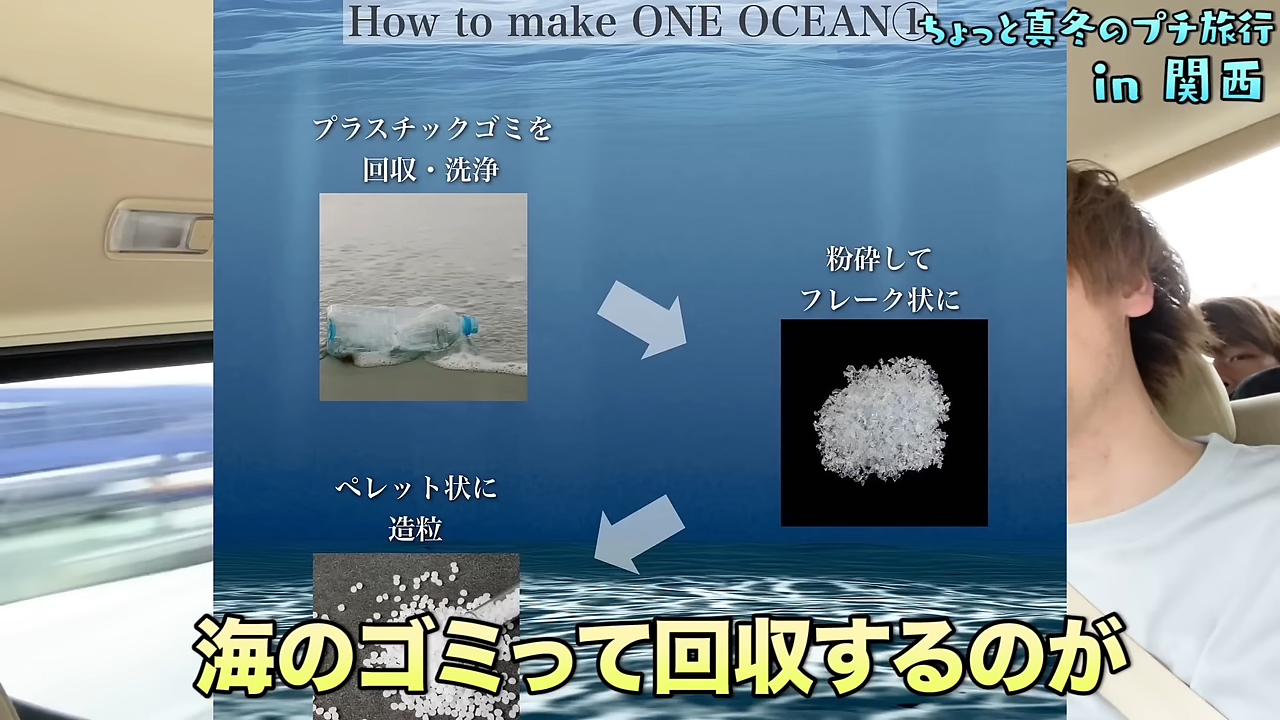 How to make ONE OCEAN①
ちょっと真冬のプチ旅行
in 関西
プラスチックゴミを
回収・洗浄
粉砕して
フレーク状に
ペレット状に
造粒
海のゴミって回収するのが